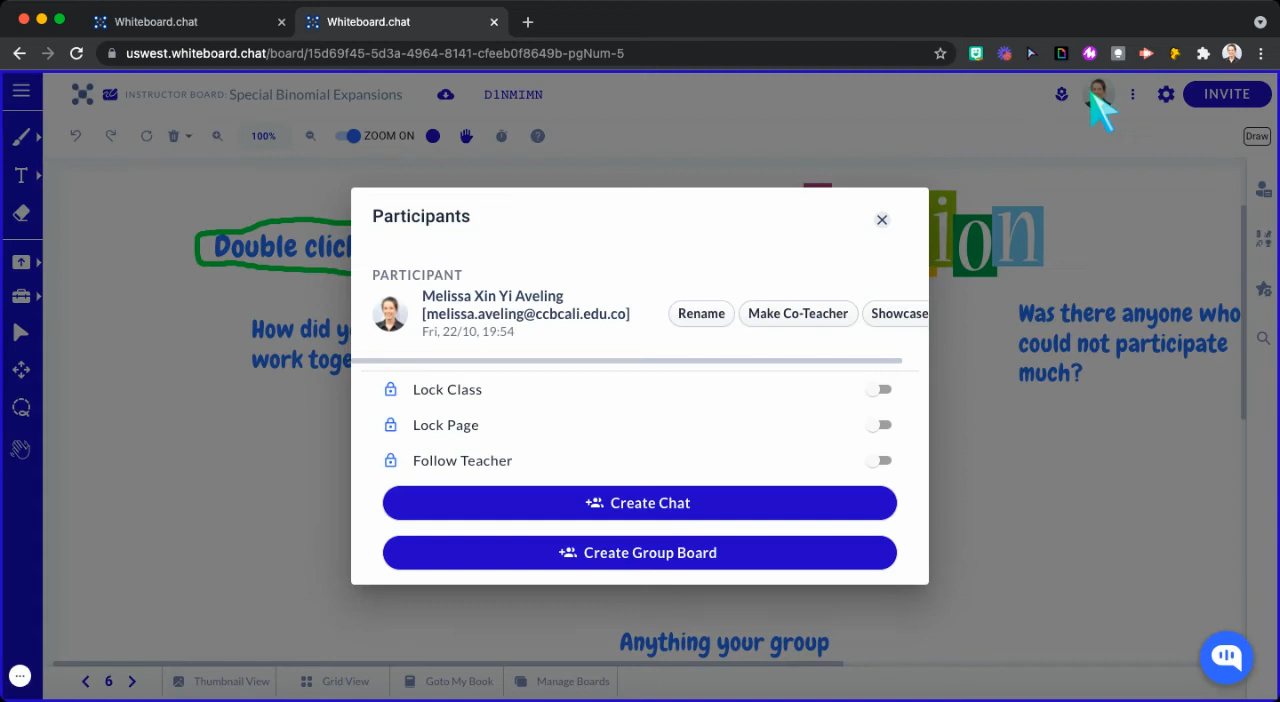 Whiteboard.chat
Whiteboard.chat
uswest.whiteboard.chat/board/15d69f45-5d3a-4964-8141-cfeeb0f8649b-pgNum-5
INSTRUCTOR BOARD: Special Binomial Expansions
D1NMIMN
INVITE
100%
ZOOM ON
Draw
Double clic
ion
How did y
work toge
Was there anyone who
could not participate
much?
Participants
PARTICIPANT
Melissa Xin Yi Aveling
[melissa.aveling@ccbcali.edu.co]
Fri, 22/10, 19:54
Rename
Make Co-Teacher
Showcase
Lock Class
Lock Page
Follow Teacher
Create Chat
Create Group Board
Anything your group
6
Thumbnail View
Grid View
Goto My Book
Manage Boards